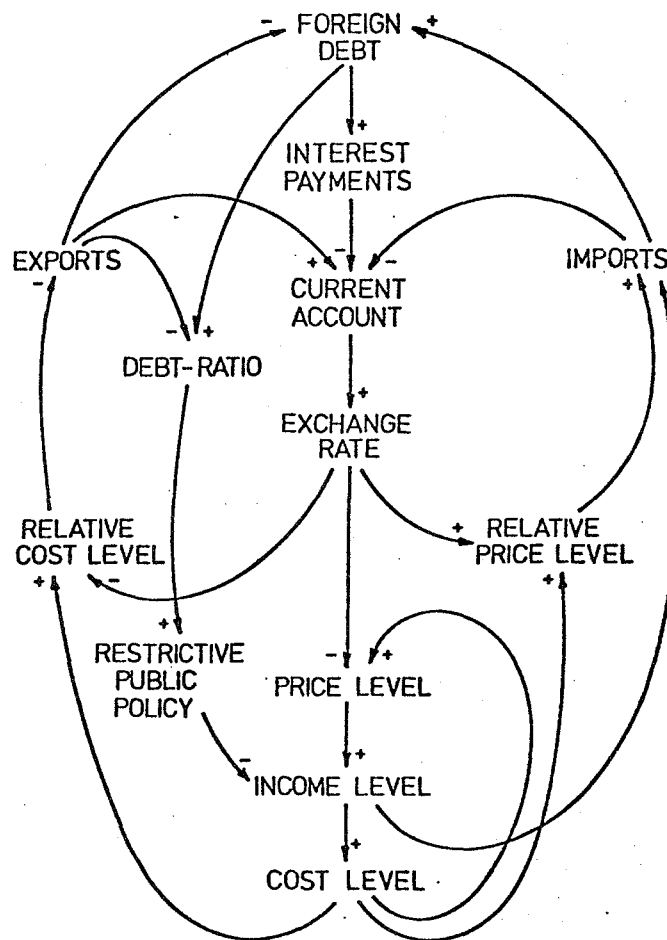 - FOREIGN +
DEBT
+
INTEREST
PAYMENTS
EXPORTS
-
+ - -
CURRENT
ACCOUNT
IMPORTS
+
- +
DEBT-RATIO
+
EXCHANGE
RATE
RELATIVE
COST LEVEL
+ -
+ RELATIVE
PRICE LEVEL
+
+
RESTRICTIVE
PUBLIC
POLICY
- +
PRICE LEVEL
+
- INCOME LEVEL
+
COST LEVEL